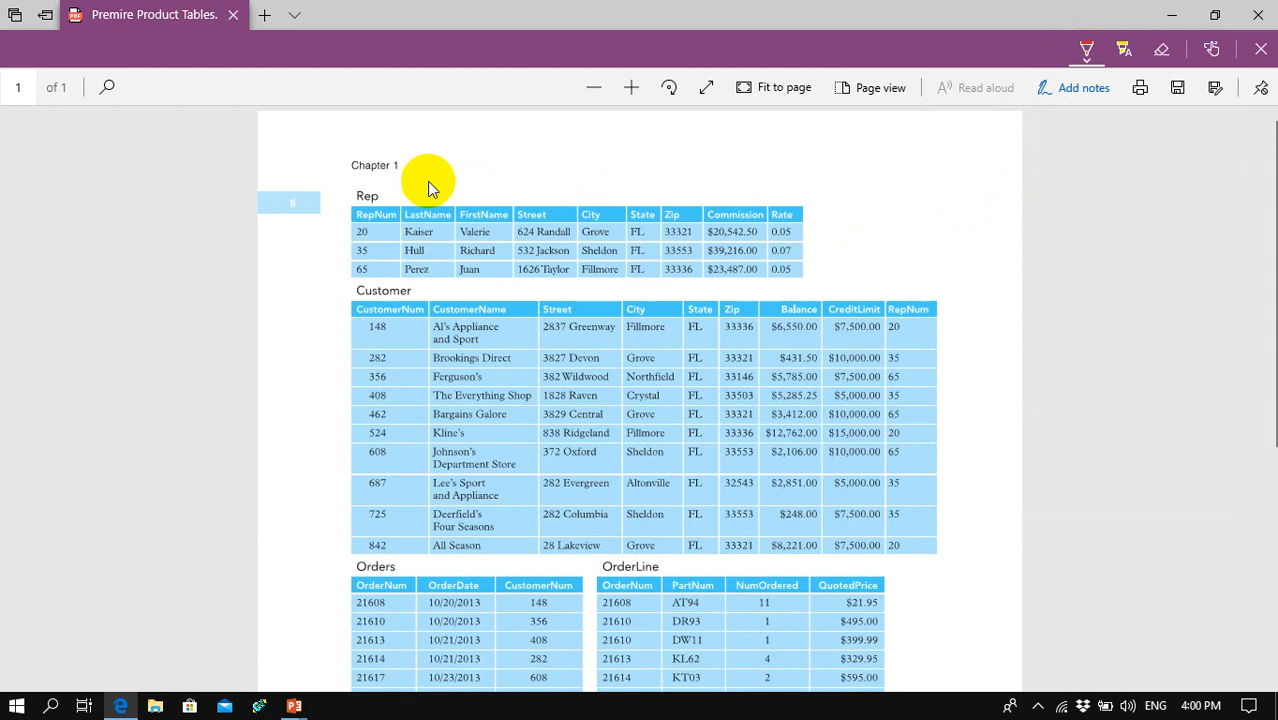 Premire Product Tables.
1 of 1 Fit to page Page view Read aloud Add notes
Chapter 1
6
Rep
RepNum LastName FirstName Street City State Zip Commission Rate
20 Kaiser Valerie 624 Randall Grove FL 33321 $20,542.50 0.05
35 Hull Richard 532 Jackson Sheldon FL 33553 $39,216.00 0.07
65 Perez Juan 1626 Taylor Fillmore FL 33336 $23,487.00 0.05
Customer
CustomerNum CustomerName Street City State Zip Balance CreditLimit RepNum
148 Al's Appliance 2837 Greenway Fillmore FL 33336 $6,550.00 $7,500.00 20
and Sport
282 Brookings Direct 3827 Devon Grove FL 33321 $431.50 $10,000.00 35
356 Ferguson's 382 Wildwood Northfield FL 33146 $5,785.00 $7,500.00 65
408 The Everything Shop 1828 Raven Crystal FL 33503 $5,285.25 $5,000.00 35
462 Bargains Galore 3829 Central Grove FL 33321 $3,412.00 $10,000.00 65
524 Kline's 838 Ridgeland Fillmore FL 33336 $12,762.00 $15,000.00 20
608 Johnson's 372 Oxford Sheldon FL 33553 $2,106.00 $10,000.00 65
Department Store
687 Lee's Sport 282 Evergreen Altonville FL 32543 $2,851.00 $5,000.00 35
and Appliance
725 Deerfield's 282 Columbia Sheldon FL 33553 $248.00 $7,500.00 35
Four Seasons
842 All Season 28 Lakeview Grove FL 33321 $8,221.00 $7,500.00 20
Orders
OrderNum OrderDate CustomerNum
21608 10/20/2013 148
21610 10/20/2013 356
21613 10/21/2013 408
21614 10/21/2013 282
21617 10/23/2013 608
OrderLine
OrderNum PartNum NumOrdered QuotedPrice
21608 AT94 11 $21.95
21610 DR93 1 $495.00
21610 DW11 1 $399.99
21613 KL62 4 $329.95
21614 KT03 2 $595.00
ENG 4:00 PM